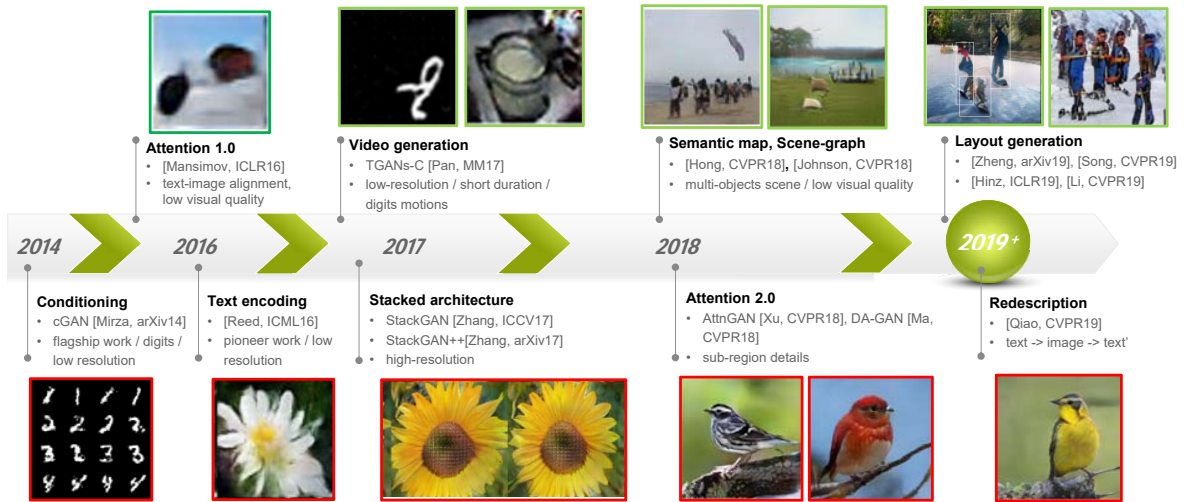 Attention 1.0
• [Mansimov, ICLR16]
• text-image alignment,
low visual quality
Video generation
TGANs-C [Pan, MM17]
• low-resolution / short duration /
digits motions
Semantic map, Scene-graph
• [Hong, CVPR18], [Johnson, CVPR18]
• multi-objects scene / low visual quality
Layout generation
• [Zheng, arXiv19], [Song, CVPR19]
• [Hinz, ICLR19], [Li, CVPR19]
2014
2016
2017
2018
2019+
Conditioning
• cGAN [Mirza, arXiv14]
• flagship work / digits /
low resolution
Text encoding
• [Reed, ICML16]
• pioneer work / low
resolution
Stacked architecture
• StackGAN [Zhang, ICCV17]
• StackGAN++[Zhang, arXiv17]
• high-resolution
Attention 2.0
• AttnGAN [Xu, CVPR18], DA-GAN [Ma,
CVPR18]
• sub-region details
Redescription
• [Qiao, CVPR19]
• text -> image -> text’